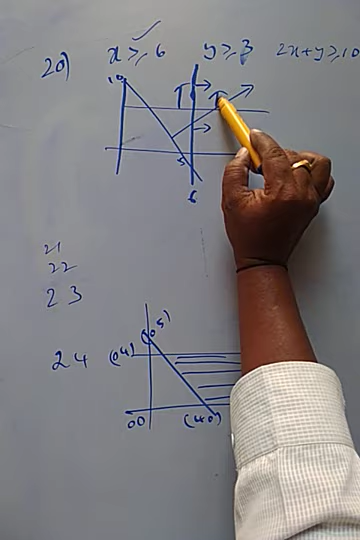 20) x ≥ 6 y ≥ 3 2x+y ≥ 10
10
5
6
21
22
23
24 (0 4) (0 5)
00 (4 0)